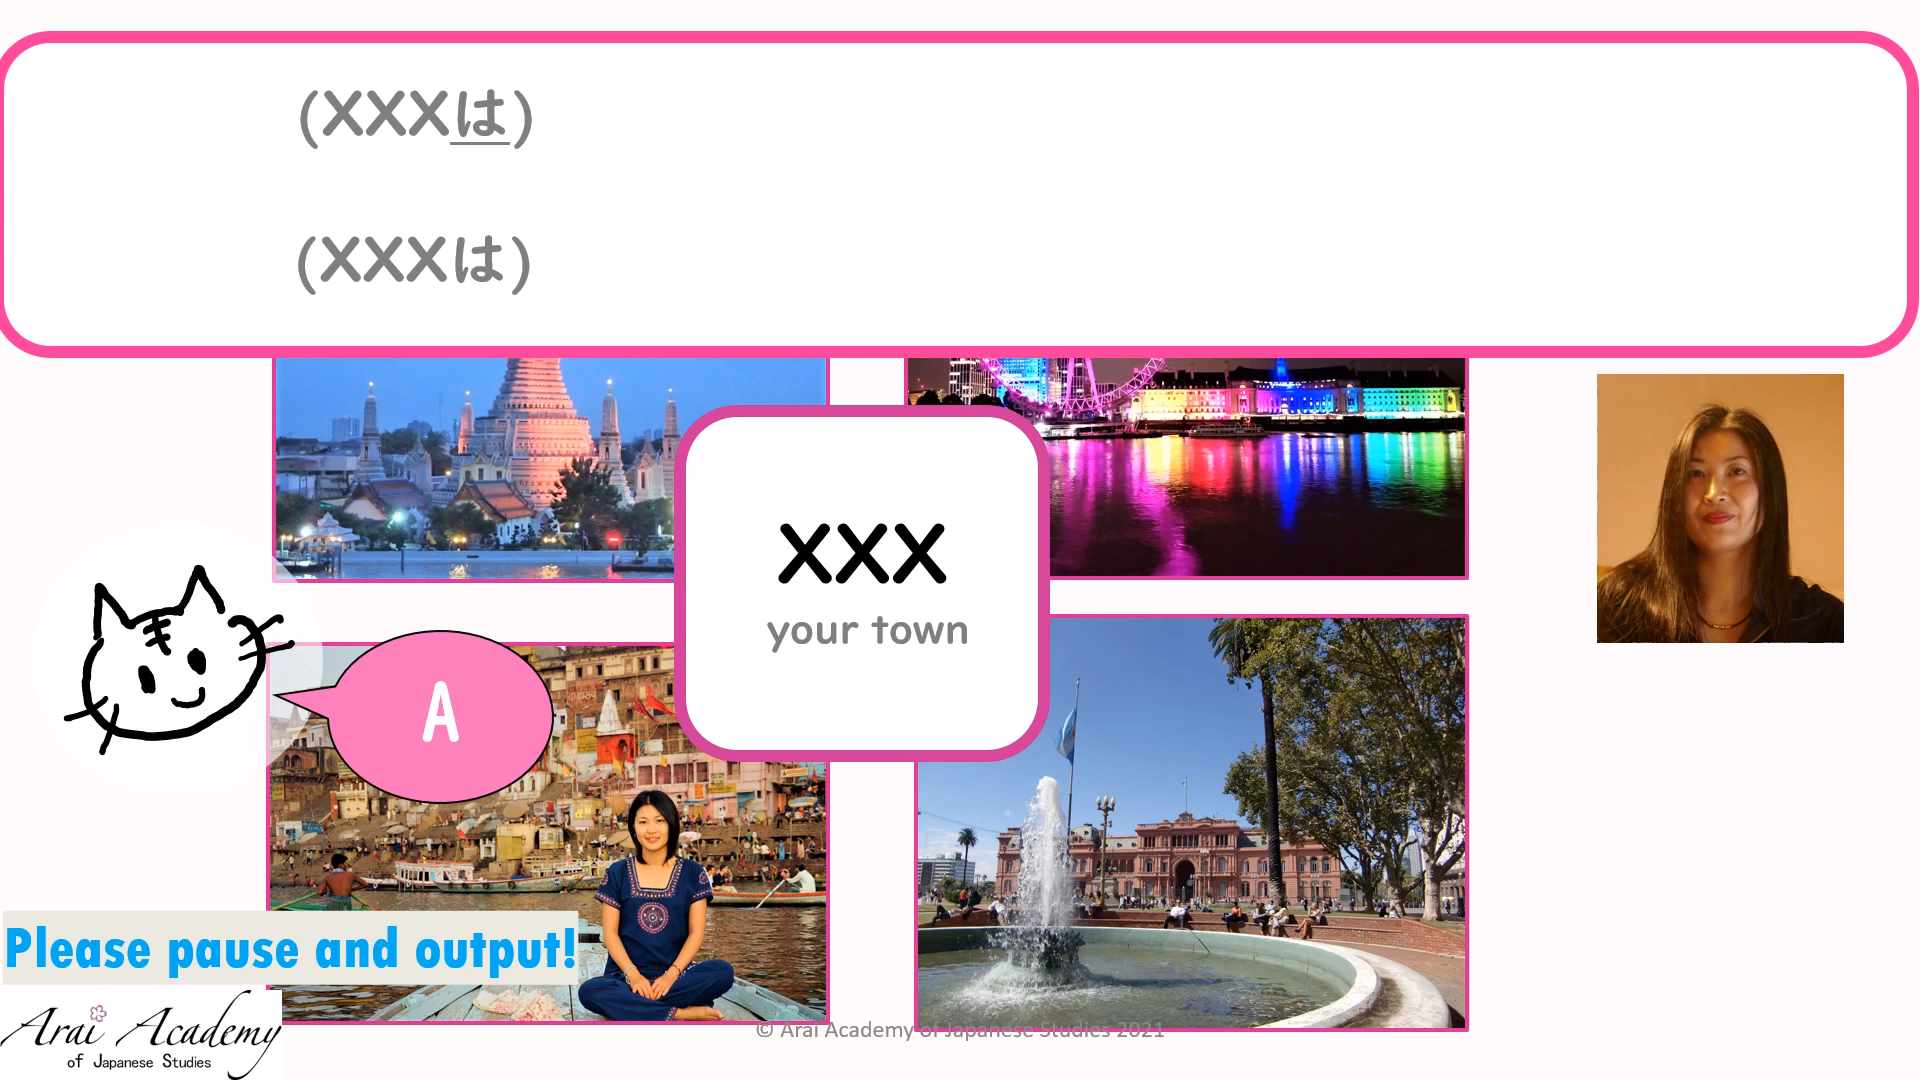 (XXXは)
(XXXは)
XXX
your town
A
Please pause and output!
Arai Academy
of Japanese Studies
© Arai Academy of Japanese Studies 2021